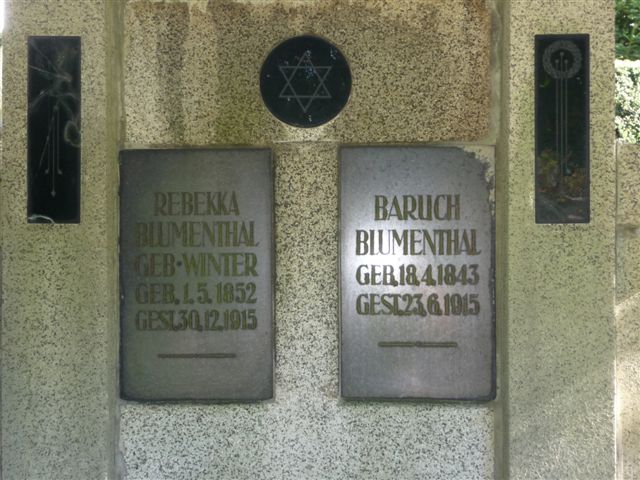 REBEKKA
BLUMENTHAL
GEB·WINTER
GEB. 1. 5. 1852
GEST. 30. 12. 1915
BARUCH
BLUMENTHAL
GEB. 18. 4. 1843
GEST. 23. 6. 1915